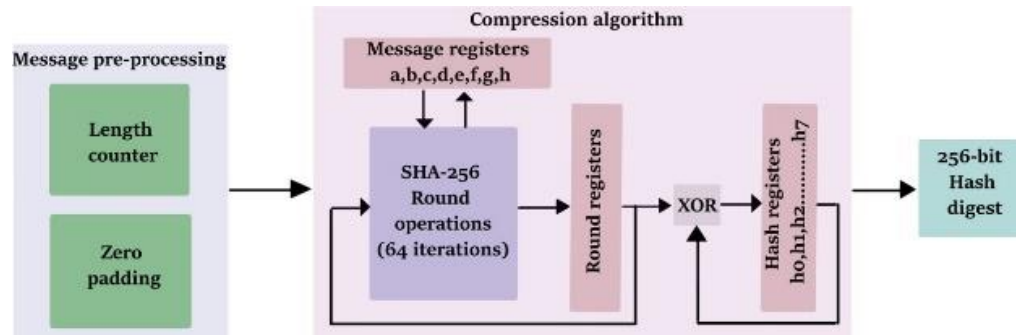 Compression algorithm
Message pre-processing
Length
counter
Zero
padding
Message registers
a,b,c,d,e,f,g,h
SHA-256
Round
operations
(64 iterations)
Round registers
XOR
Hash registers
h0,h1,h2............h7
256-bit
Hash
digest